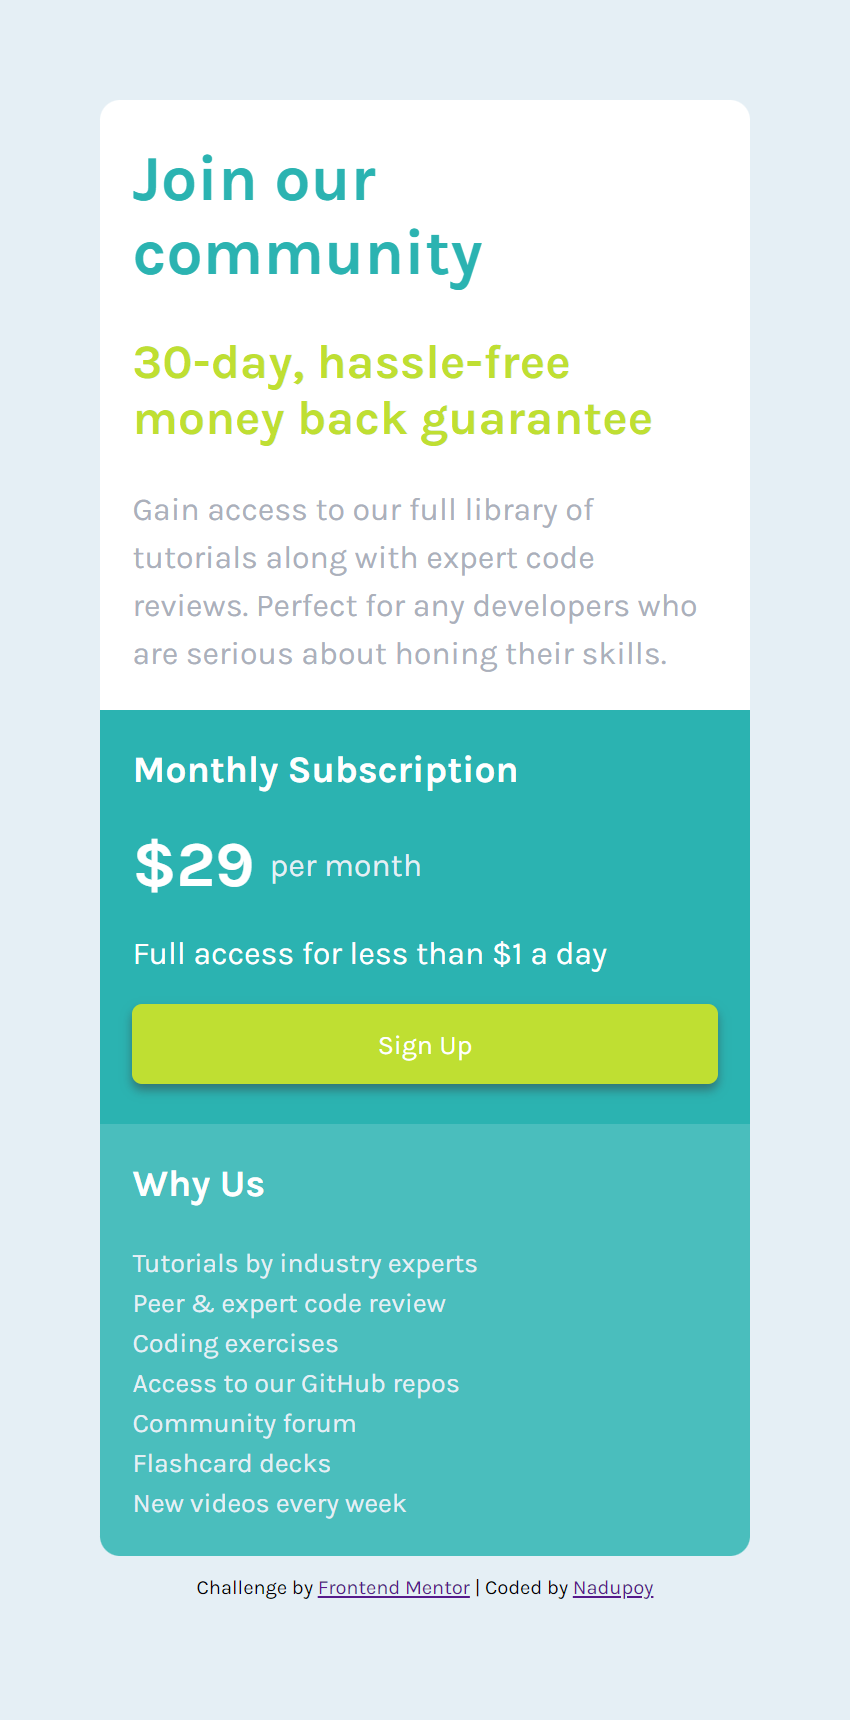 Join our
community
30-day, hassle-free
money back guarantee
Gain access to our full library of
tutorials along with expert code
reviews. Perfect for any developers who
are serious about honing their skills.
Monthly Subscription
$29 per month
Full access for less than $1 a day
Sign Up
Why Us
Tutorials by industry experts
Peer & expert code review
Coding exercises
Access to our GitHub repos
Community forum
Flashcard decks
New videos every week
Challenge by Frontend Mentor | Coded by Nadupoy